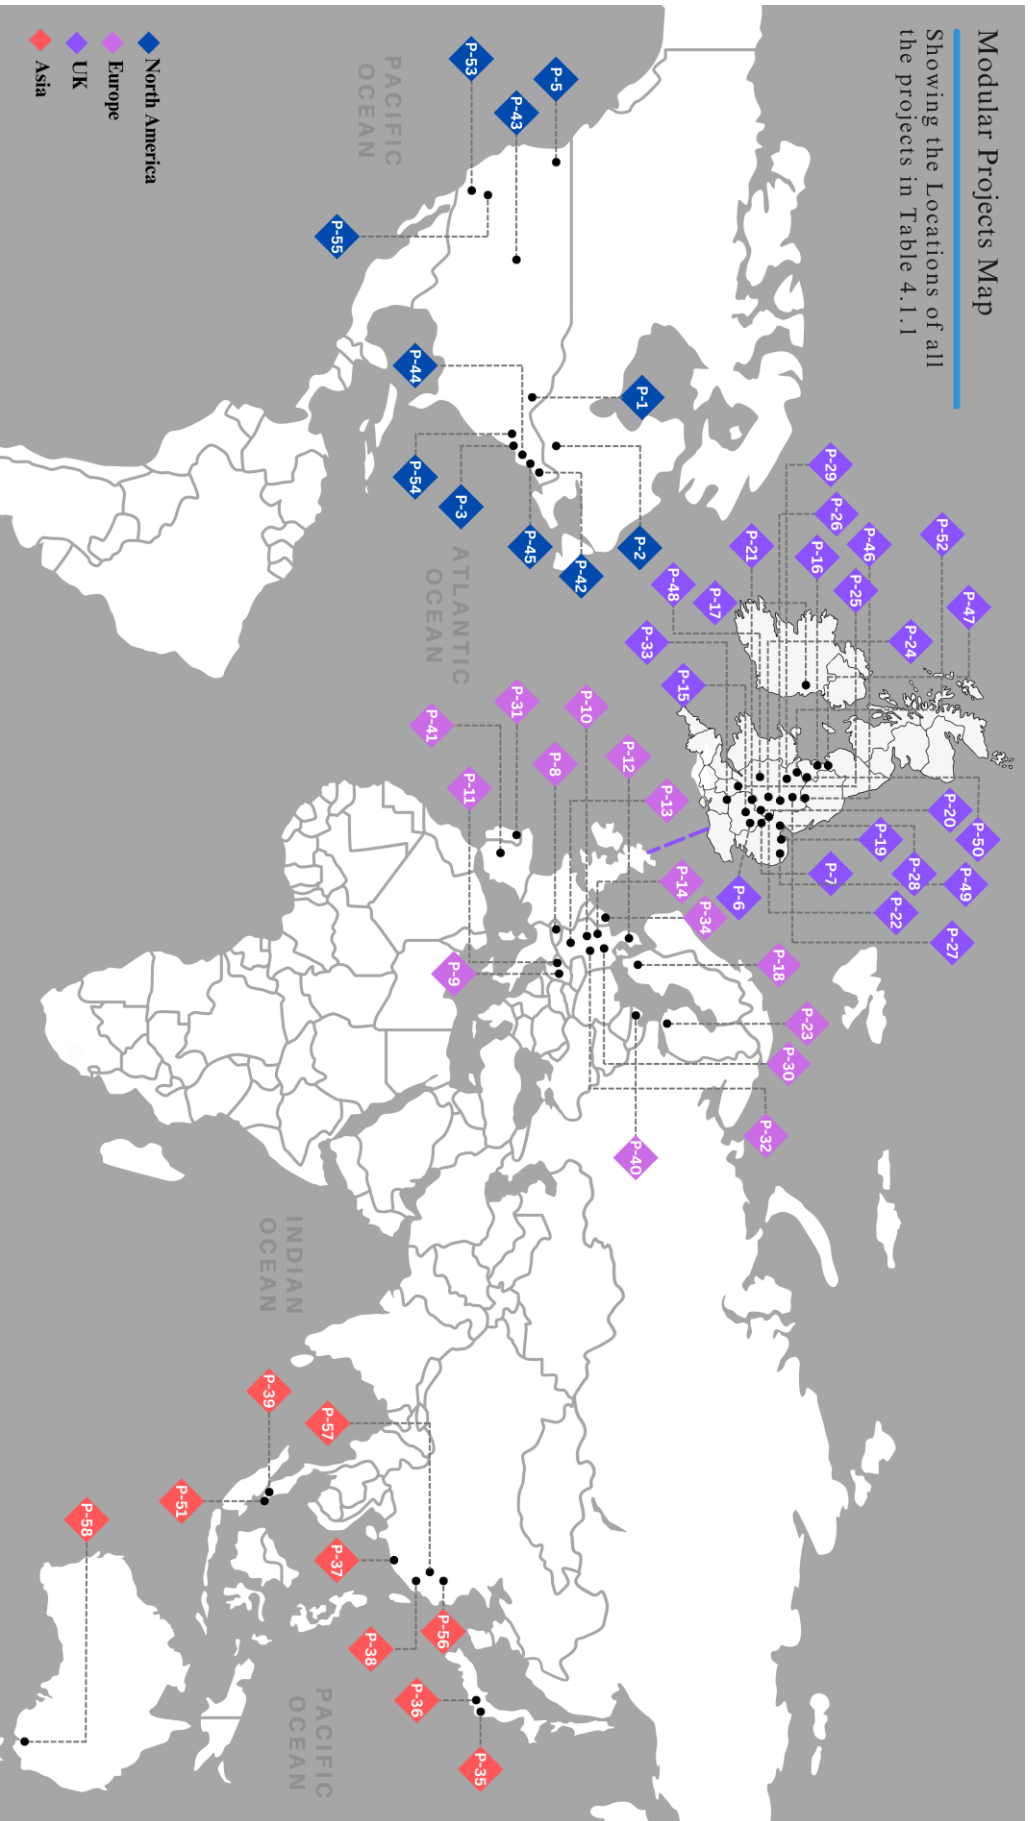 Modular Projects Map
Showing the Locations of all
the projects in Table 4.1.1
P-53
P-5
P-43
P-55
P-44
P-1
P-54
P-3
P-45
P-42
P-2
PACIFIC
OCEAN
ATLANTIC
OCEAN
P-29
P-26
P-21
P-16
P-46
P-52
P-25
P-47
P-48
P-17
P-24
P-33
P-15
P-20
P-50
P-19
P-28
P-49
P-7
P-6
P-22
P-27
P-31
P-41
P-10
P-8
P-12
P-11
P-13
P-14
P-34
P-9
P-18
P-23
P-30
P-32
P-40
INDIAN
OCEAN
P-39
P-57
P-51
P-58
P-37
P-56
P-38
P-36
P-35
PACIFIC
OCEAN
North America
Europe
UK
Asia